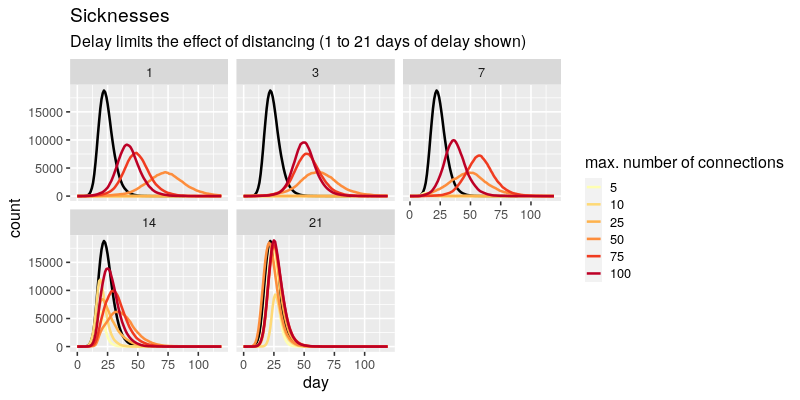 Sicknesses
Delay limits the effect of distancing (1 to 21 days of delay shown)
1
3
7
15000
10000
5000
0
0 25 50 75 100
14
21
15000
10000
5000
0
0 25 50 75 100
0 25 50 75 100
count
day
max. number of connections
5
10
25
50
75
100